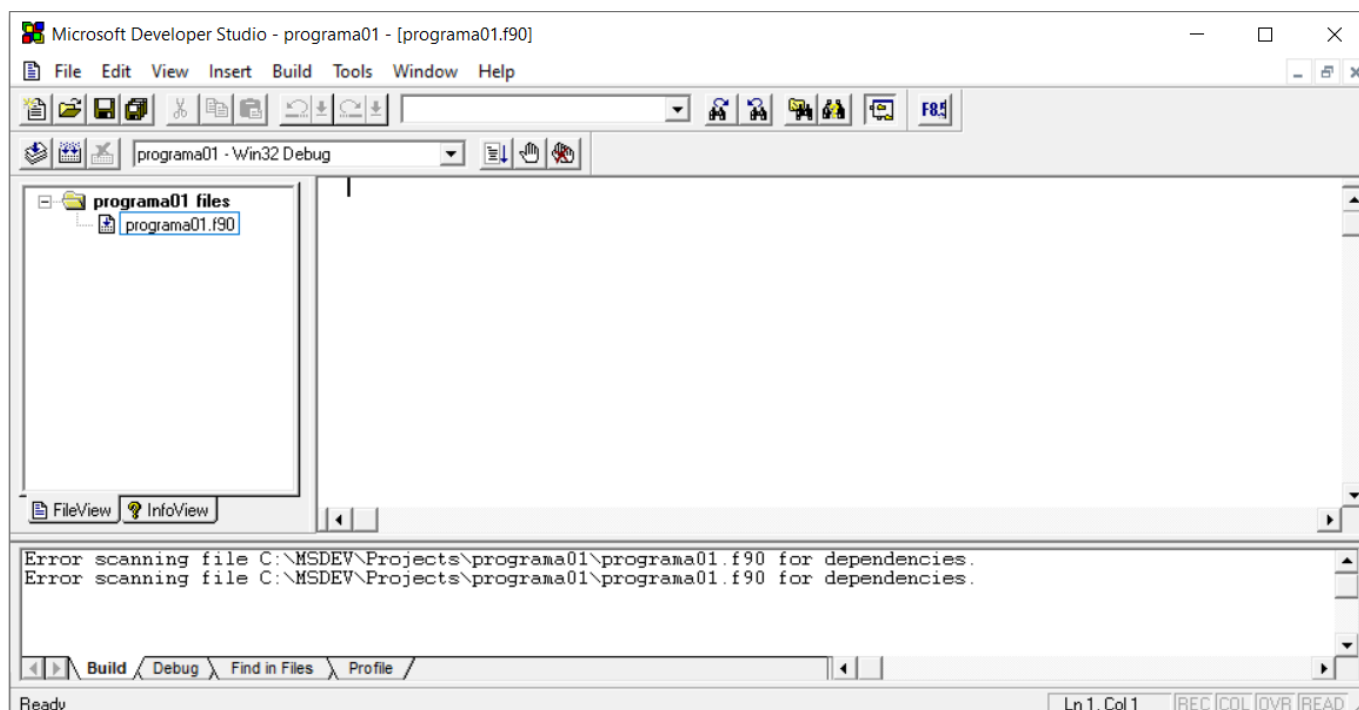 Microsoft Developer Studio - programa01 - [programa01.f90]
File Edit View Insert Build Tools Window Help
F8.5
programa01 - Win32 Debug
programa01 files
programa01.f90
FileView InfoView
Error scanning file C:\MSDEV\Projects\programa01\programa01.f90 for dependencies.
Error scanning file C:\MSDEV\Projects\programa01\programa01.f90 for dependencies.
Build Debug Find in Files Profile
Ready Ln 1, Col 1 REC COL OVR READ